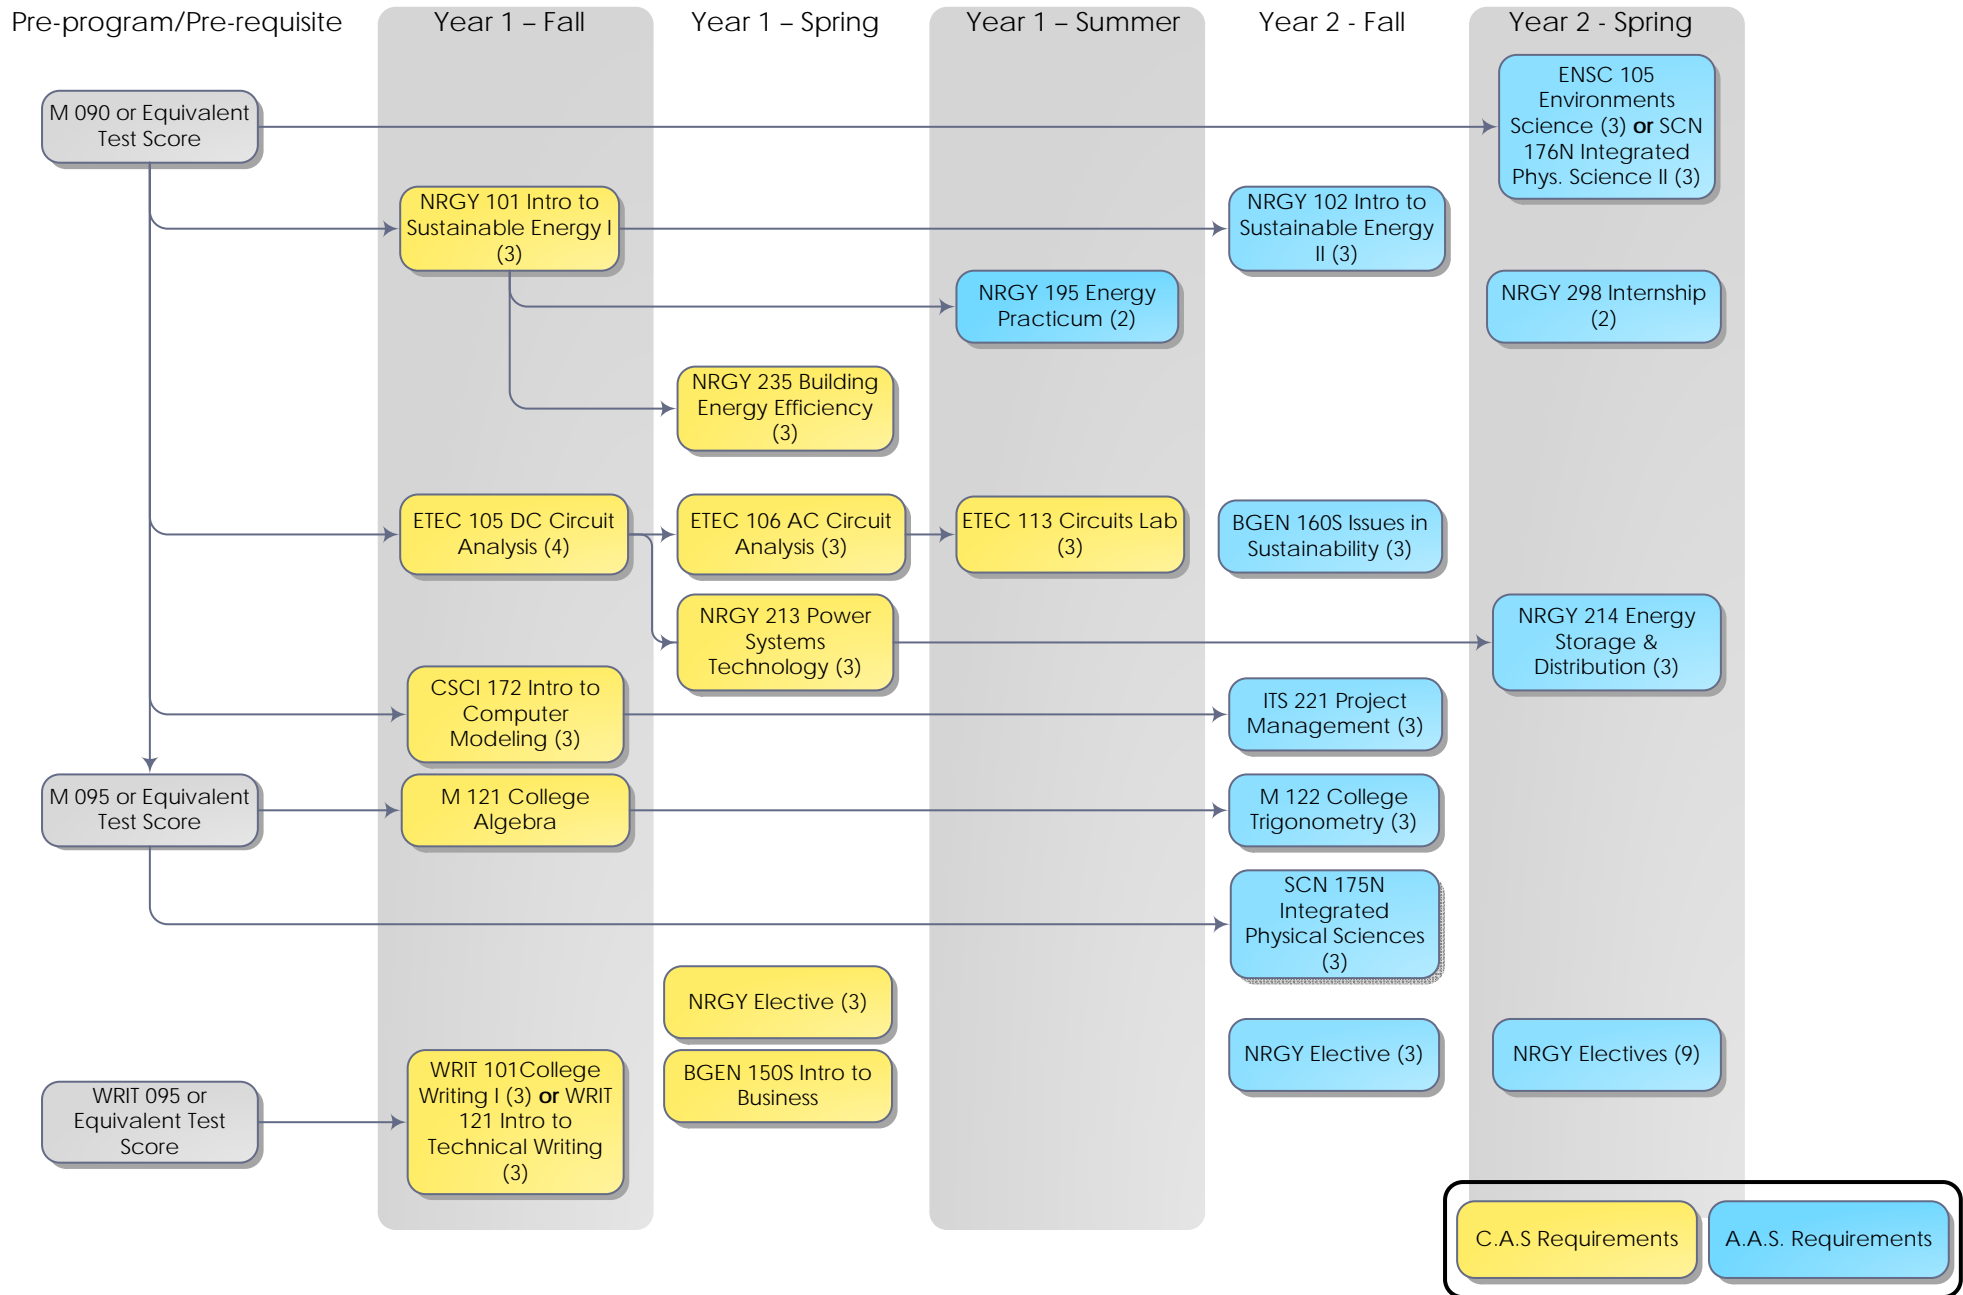 Pre-program/Pre-requisite
Year 1 – Fall
Year 1 – Spring
Year 1 – Summer
Year 2 - Fall
Year 2 - Spring
M 090 or Equivalent
Test Score
ENSC 105
Environments
Science (3) or SCN
176N Integrated
Phys. Science II (3)
NRGY 101 Intro to
Sustainable Energy I
(3)
NRGY 102 Intro to
Sustainable Energy
II (3)
NRGY 195 Energy
Practicum (2)
NRGY 298 Internship
(2)
NRGY 235 Building
Energy Efficiency
(3)
ETEC 105 DC Circuit
Analysis (4)
ETEC 106 AC Circuit
Analysis (3)
ETEC 113 Circuits Lab
(3)
BGEN 160S Issues in
Sustainability (3)
NRGY 213 Power
Systems
Technology (3)
NRGY 214 Energy
Storage &
Distribution (3)
CSCI 172 Intro to
Computer
Modeling (3)
ITS 221 Project
Management (3)
M 095 or Equivalent
Test Score
M 121 College
Algebra
M 122 College
Trigonometry (3)
SCN 175N
Integrated
Physical Sciences
(3)
NRGY Elective (3)
NRGY Elective (3)
NRGY Electives (9)
WRIT 095 or
Equivalent Test
Score
WRIT 101College
Writing I (3) or WRIT
121 Intro to
Technical Writing
(3)
BGEN 150S Intro to
Business
C.A.S Requirements
A.A.S. Requirements